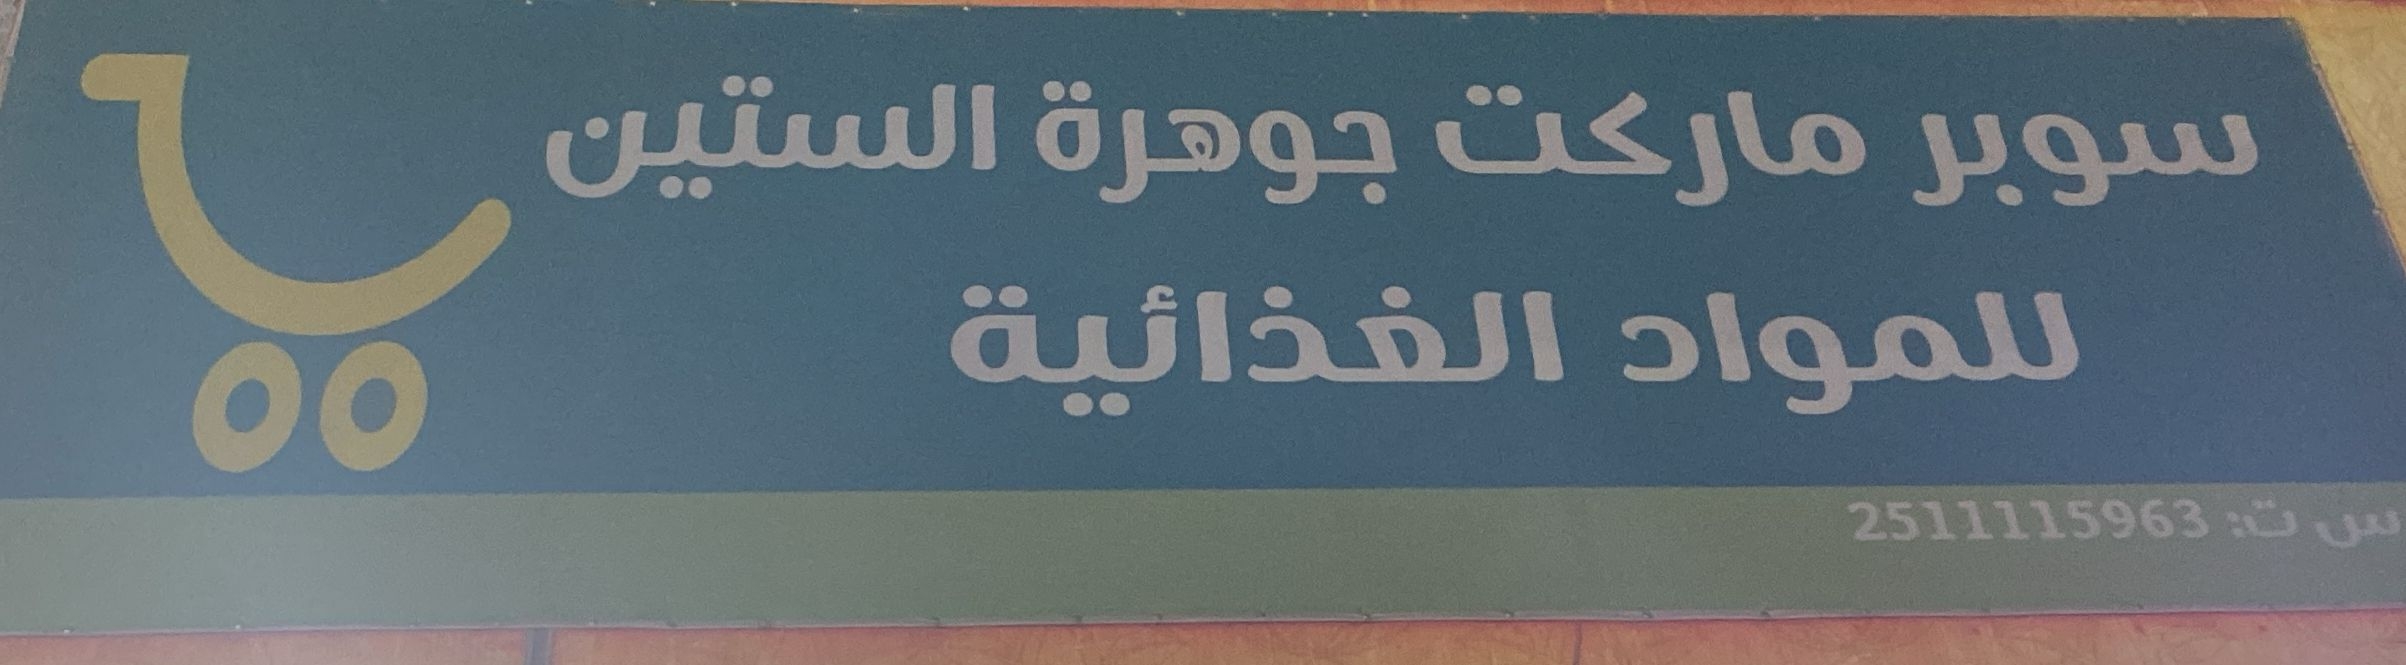 سوبر ماركت جوهرة الستين
للمواد الغذائية
س ت: 2511115963